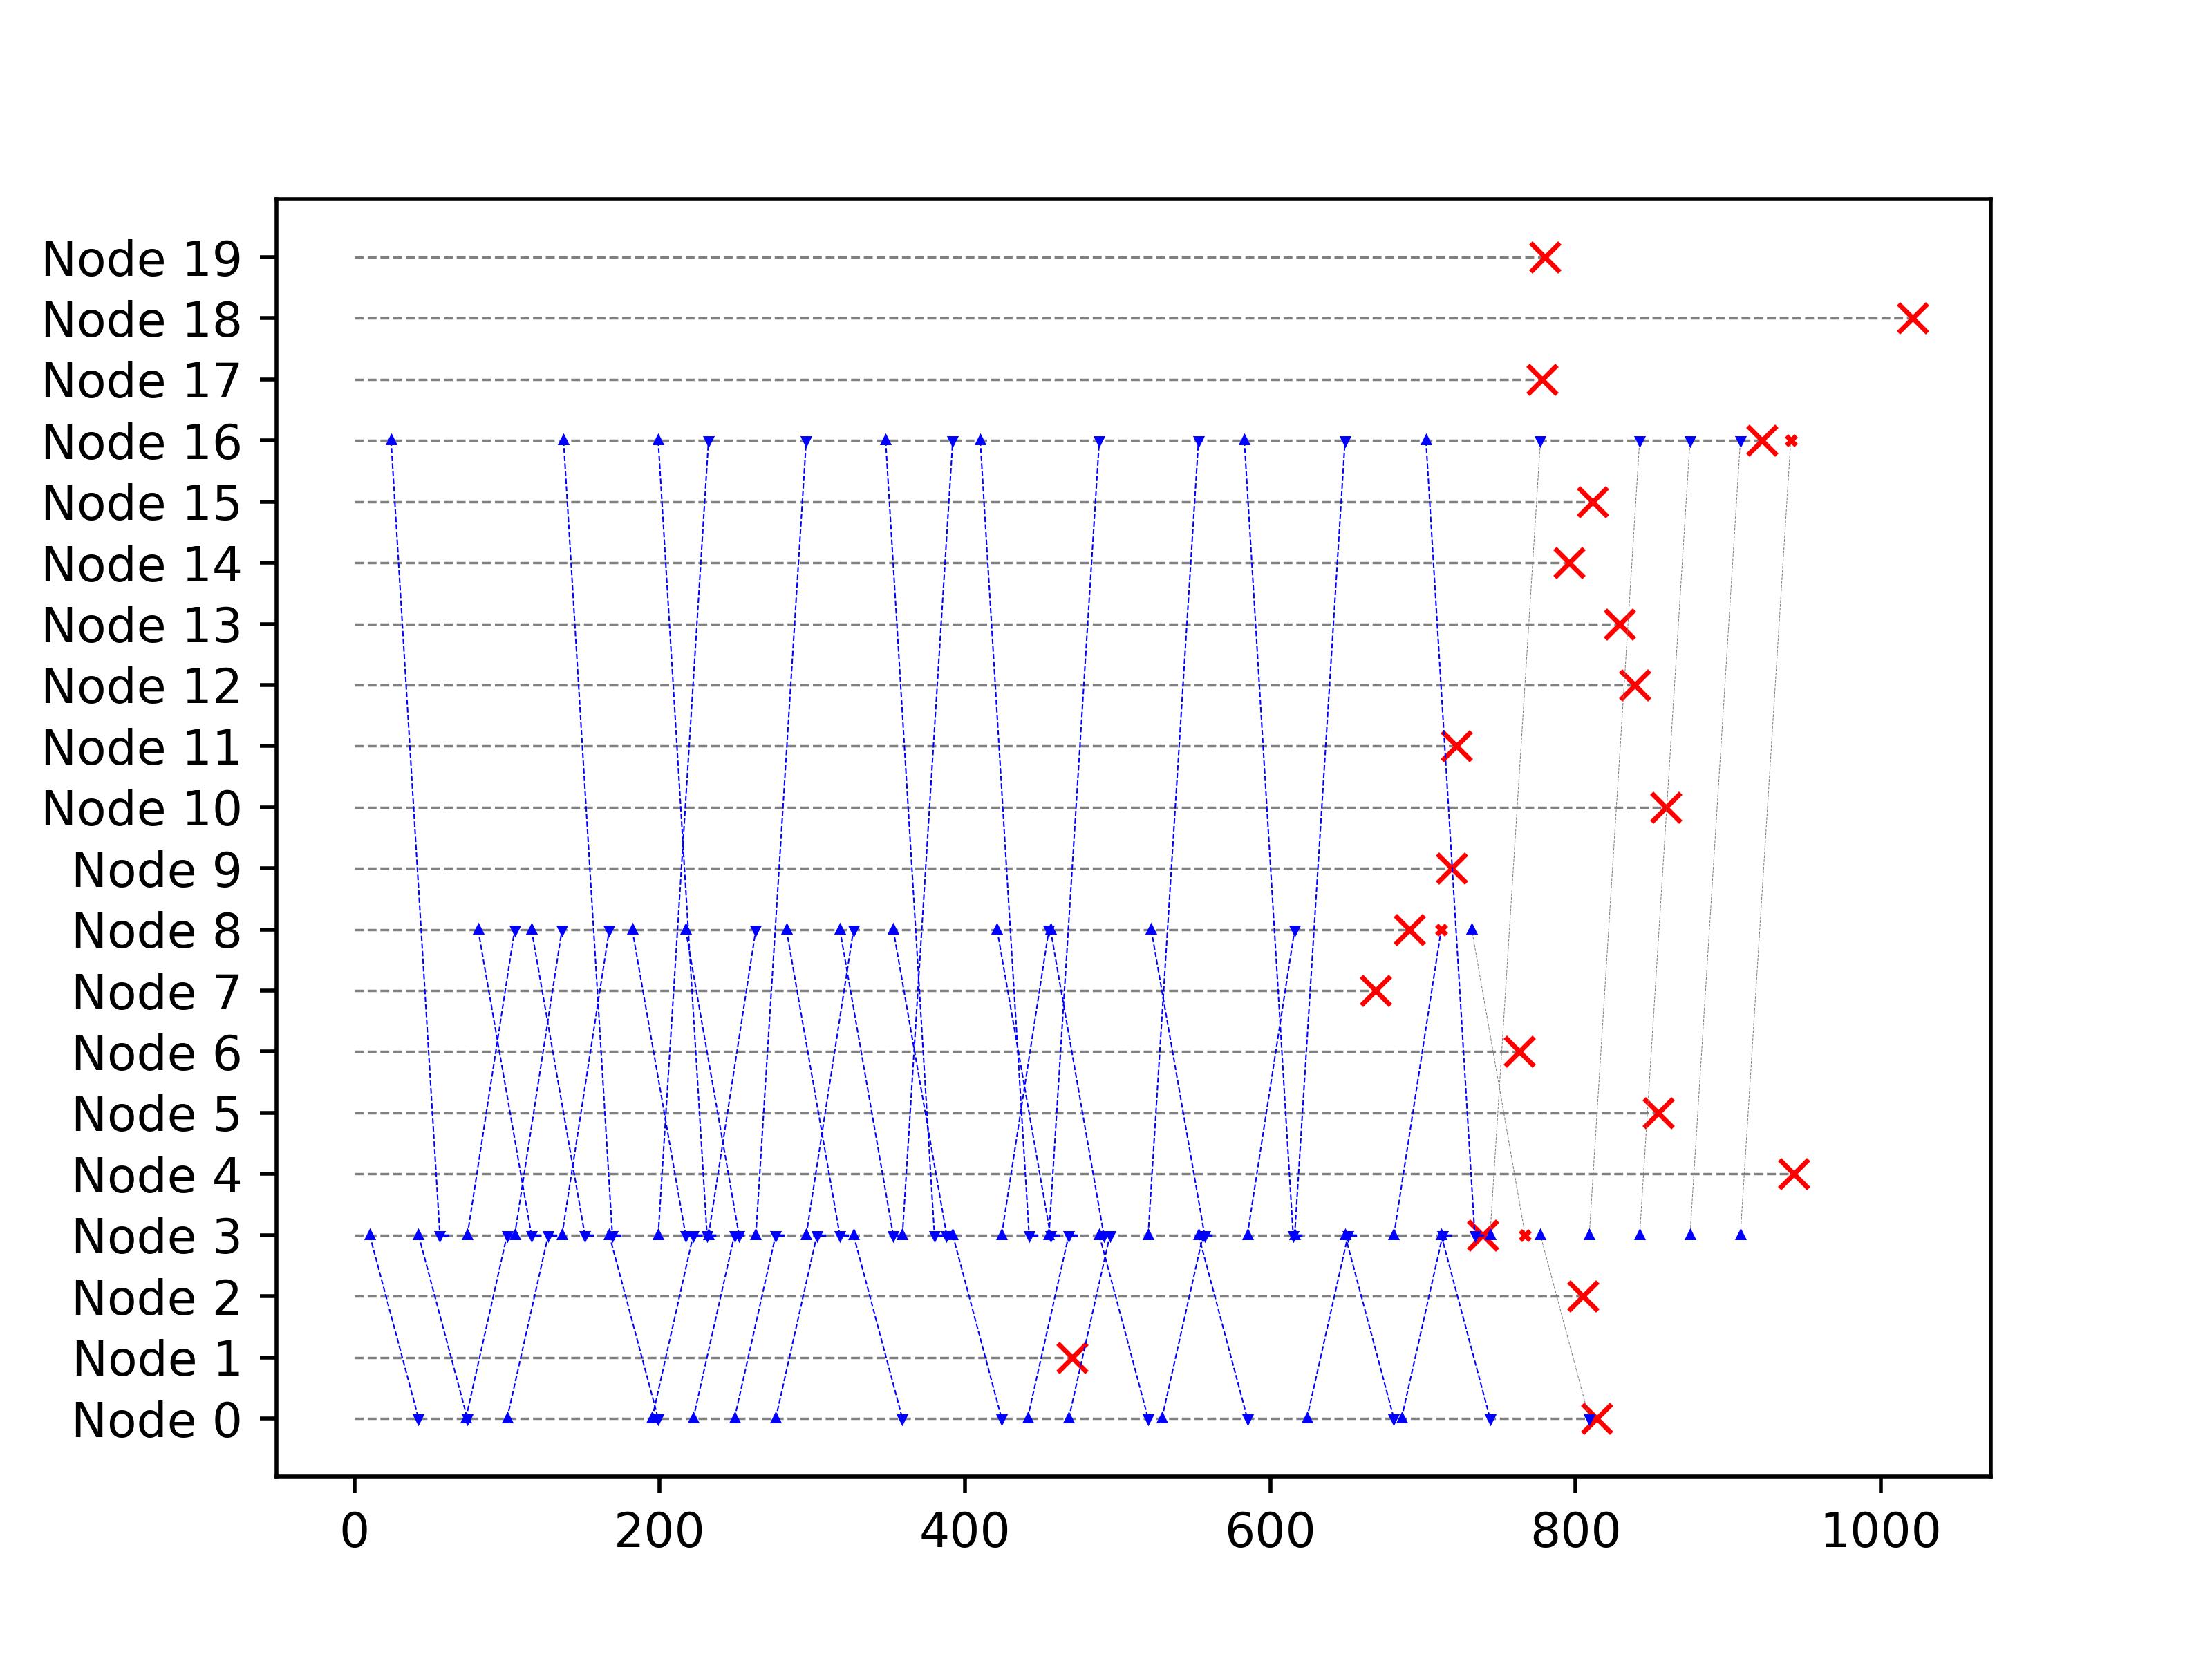 Node 19
Node 18
Node 17
Node 16
Node 15
Node 14
Node 13
Node 12
Node 11
Node 10
Node 9
Node 8
Node 7
Node 6
Node 5
Node 4
Node 3
Node 2
Node 1
Node 0
0 200 400 600 800 1000